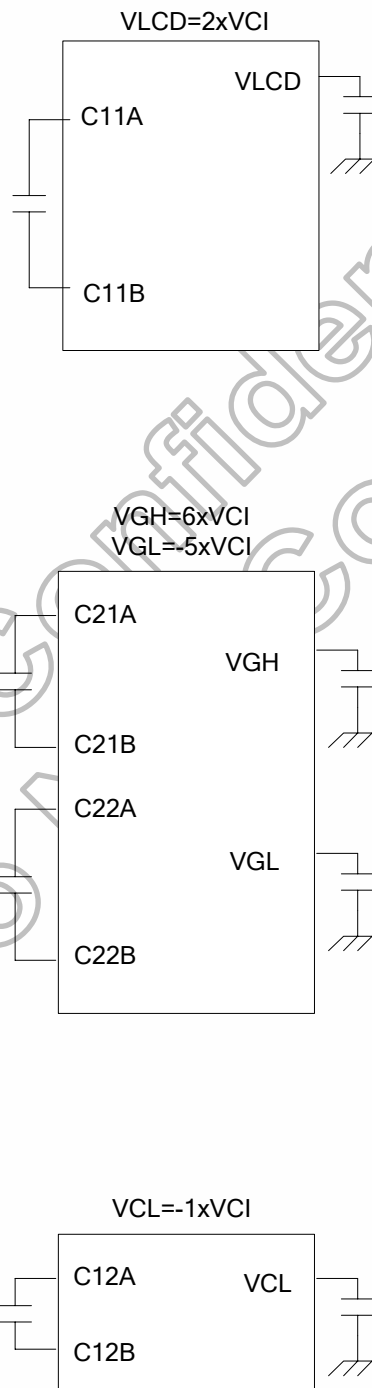 VLCD=2xVCI
VLCD
C11A
C11B
VGH=6xVCI
VGL=-5xVCI
C21A
VGH
C21B
C22A
VGL
C22B
VCL=-1xVCI
C12A
VCL
C12B